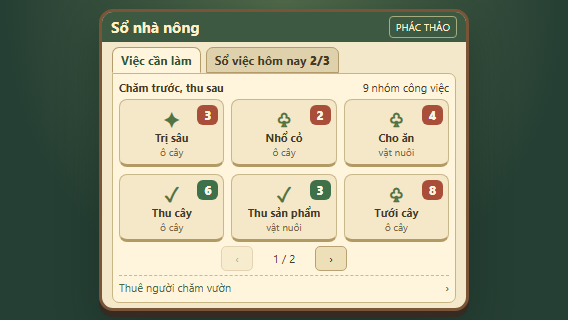 Sổ nhà nông
PHÁC THẢO
Việc cần làm
Sổ việc hôm nay 2/3
Chăm trước, thu sau
9 nhóm công việc
3
Trị sâu
ô cây
2
Nhổ cỏ
ô cây
4
Cho ăn
vật nuôi
6
Thu cây
ô cây
3
Thu sản phẩm
vật nuôi
8
Tưới cây
ô cây
‹ 1 / 2 ›
Thuê người chăm vườn ›